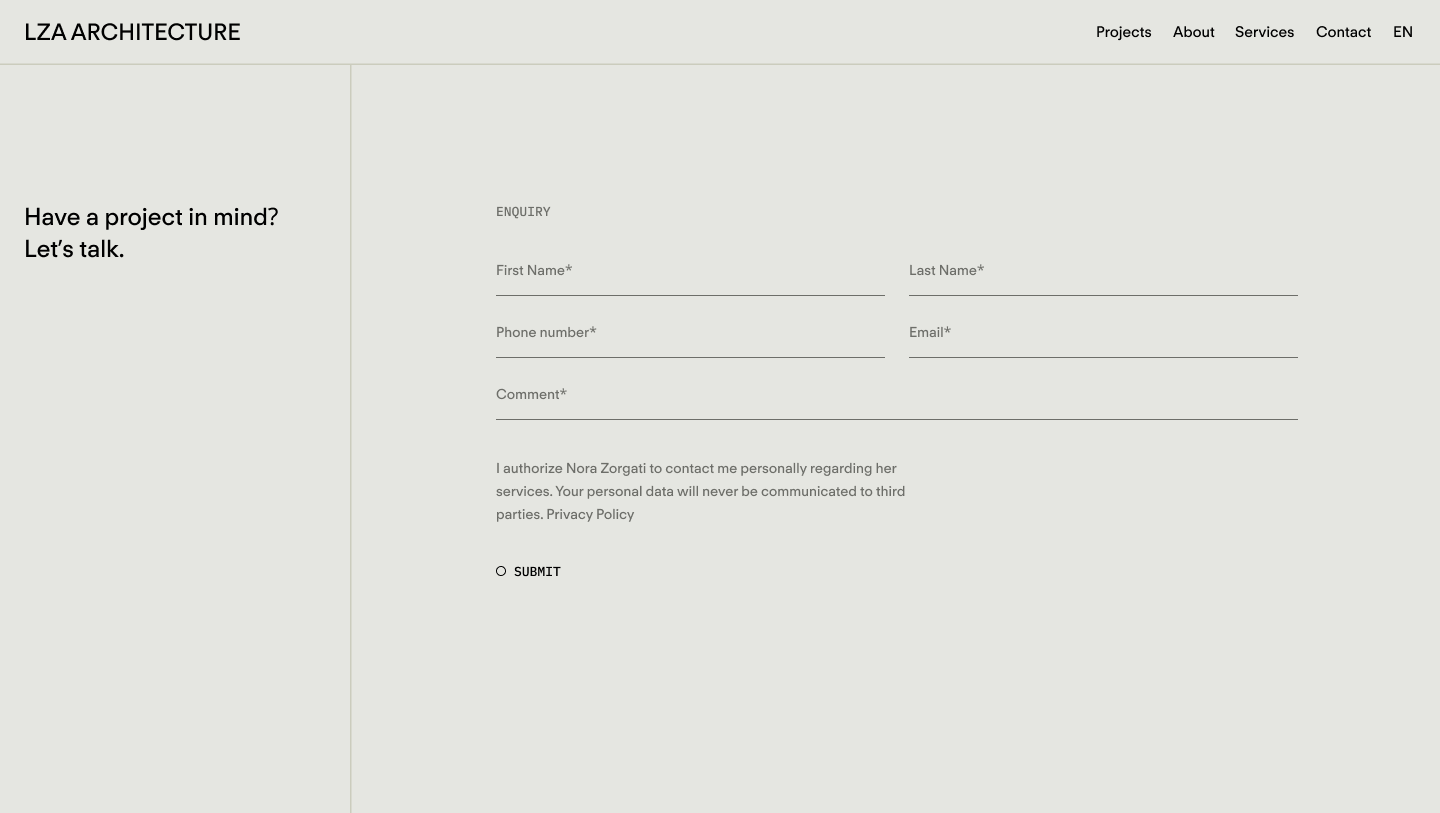 LZA ARCHITECTURE
Projects About Services Contact EN
Have a project in mind?
Let’s talk.
ENQUIRY
First Name* Last Name*
Phone number* Email*
Comment*
I authorize Nora Zorgati to contact me personally regarding her
services. Your personal data will never be communicated to third
parties. Privacy Policy
SUBMIT